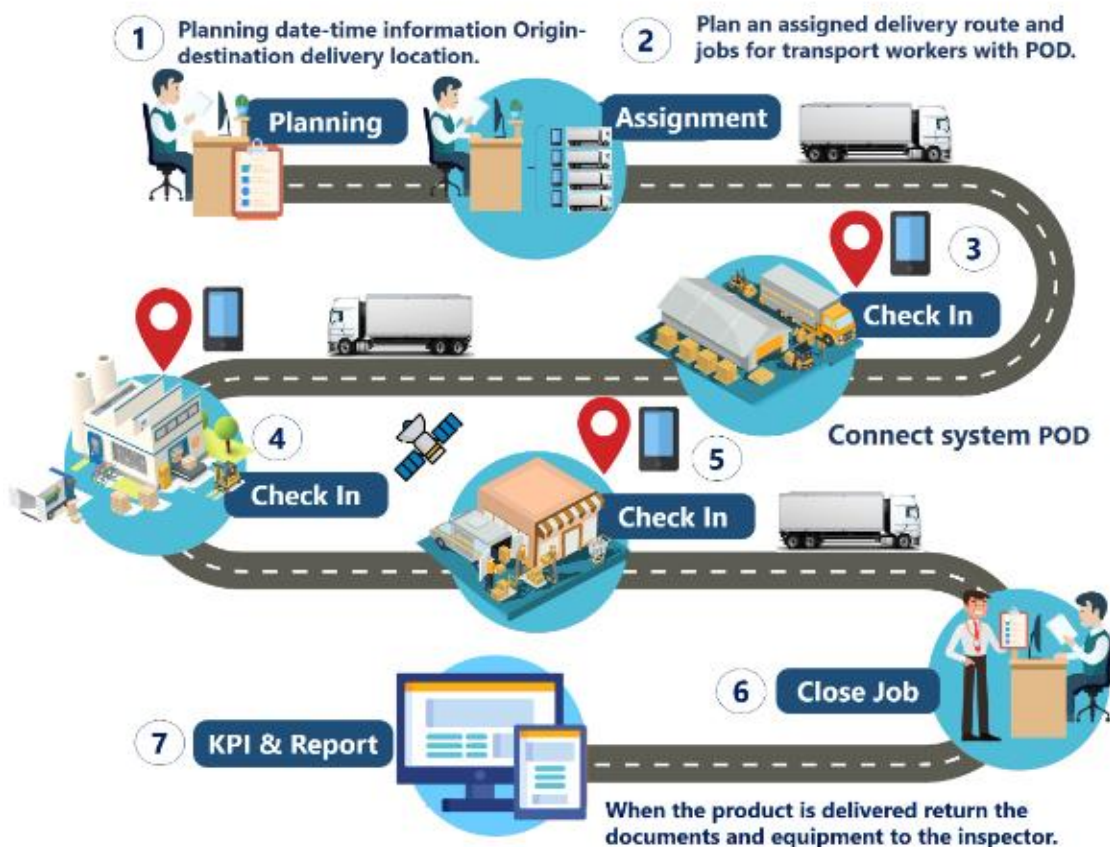 1
Planning date-time information Origin-
destination delivery location.
2
Plan an assigned delivery route and
jobs for transport workers with POD.
Planning
Assignment
3
Check In
4
Check In
Connect system POD
5
Check In
6
Close Job
7
KPI & Report
When the product is delivered return the
documents and equipment to the inspector.